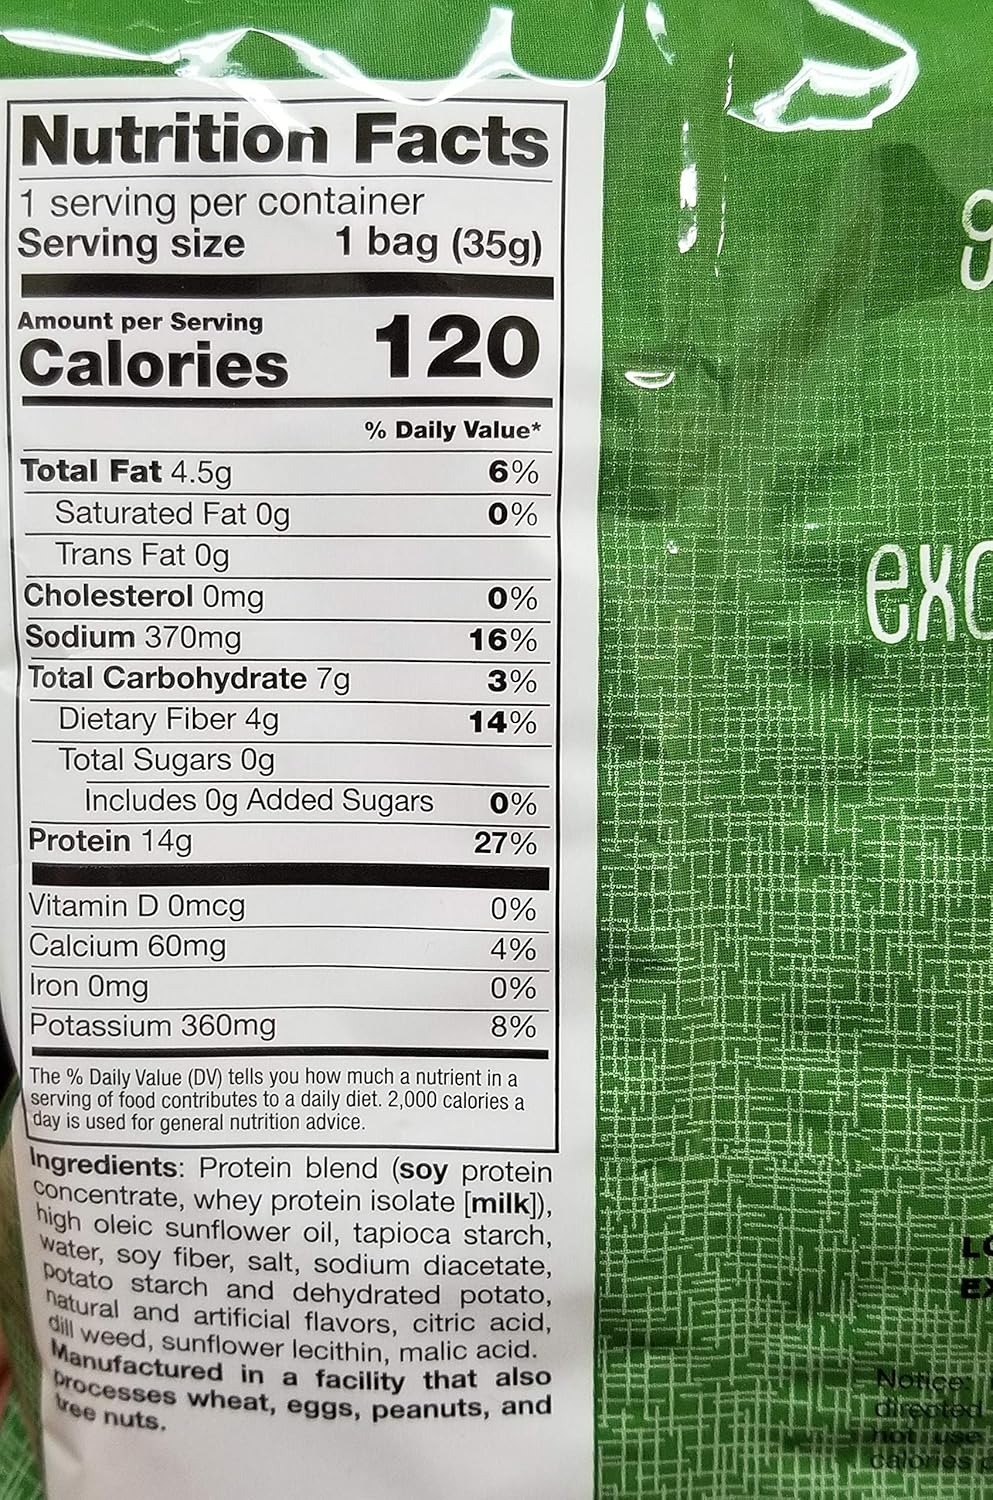 Nutrition Facts
1 serving per container
Serving size 1 bag (35g)
Amount per Serving
Calories 120
% Daily Value*
Total Fat 4.5g 6%
Saturated Fat 0g 0%
Trans Fat 0g
Cholesterol 0mg 0%
Sodium 370mg 16%
Total Carbohydrate 7g 3%
Dietary Fiber 4g 14%
Total Sugars 0g
Includes 0g Added Sugars 0%
Protein 14g 27%
Vitamin D 0mcg 0%
Calcium 60mg 4%
Iron 0mg 0%
Potassium 360mg 8%
The % Daily Value (DV) tells you how much a nutrient in a
serving of food contributes to a daily diet. 2,000 calories a
day is used for general nutrition advice.
Ingredients: Protein blend (soy protein
concentrate, whey protein isolate [milk]),
high oleic sunflower oil, tapioca starch,
water, soy fiber, salt, sodium diacetate,
potato starch and dehydrated potato,
natural and artificial flavors, citric acid,
dill weed, sunflower lecithin, malic acid.
Manufactured in a facility that also
processes wheat, eggs, peanuts, and
tree nuts.
g
exc
LO
EX
Notice:
directed
not use
calories